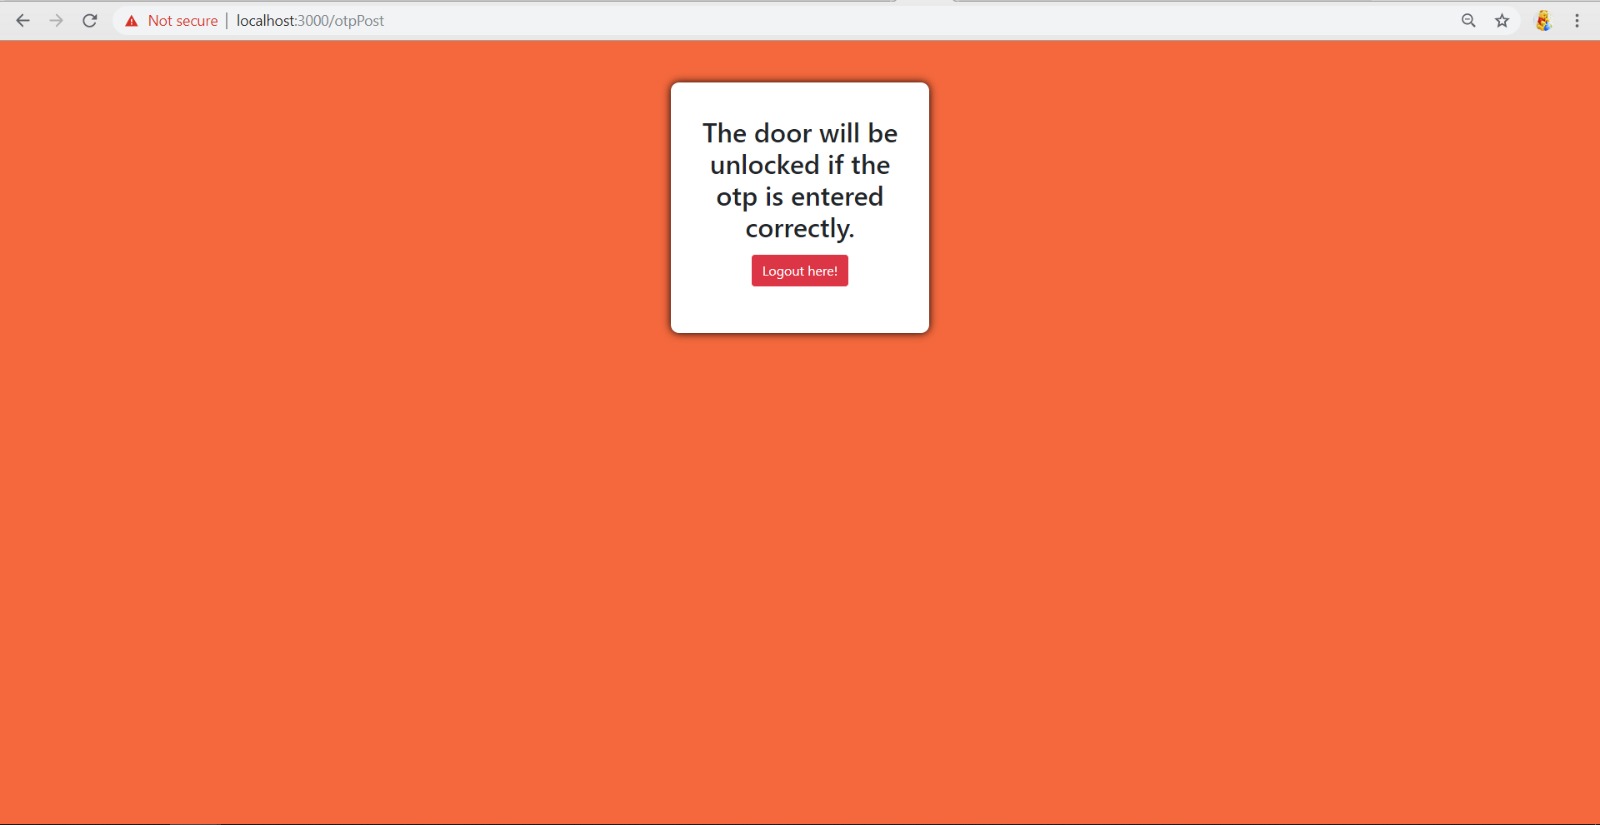 Not secure | localhost:3000/otpPost
The door will be
unlocked if the
otp is entered
correctly.
Logout here!